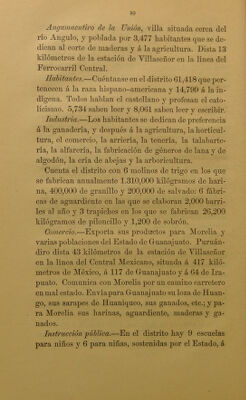 80
Angamacutiro de la Unión, villa situada cerca del
río Angulo, y poblada por 3,477 habitantes que se de-
dican al corte de maderas y á la agricultura. Dista 13
kilómetros de la estación de Villaseñor en la línea del
Ferrocarril Central.
Habitantes.—Cuéntanse en el distrito 61,418 que per-
tenecen á la raza hispano-americana y 14,799 á la in-
dígena. Todos hablan el castellano y profesan el cato-
licismo. 5,734 saben leer y 8,061 saben leer y escribir.
Industria.—Los habitantes se dedican de preferencia
á la ganadería, y después á la agricultura, la horticul-
tura, el comercio, la arriería, la tenería, la talabarte-
ría, la alfarería, la fabricación de géneros de lana y de
algodón, la cría de abejas y la arboricultura.
Cuenta el distrito con 6 molinos de trigo en los que
se fabrican anualmente 1.310,000 kilógramos de hari-
na, 400,000 de granillo y 200,000 de salvado: 6 fábri-
cas de aguardiente en las que se elaboran 2,000 barri-
les al año y 3 trapiches en los que se fabrican 26,200
kilógramos de piloncillo y 1,200 de sobrón.
Comercio.—Exporta sus productos para Morelia y
varias poblaciones del Estado de Guanajuato. Puruán-
diro dista 43 kilómetros de la estación de Villaseñor
en la línea del Central Mexicano, situada á 417 kiló-
metros de México, á 117 de Guanajuato y á 64 de Ira-
puato. Comunica con Morelia por un camino carretero
en mal estado. Envía para Guanajuato su loza de Huan-
go, sus sarapes de Huaniqueo, sus ganados, etc.; y pa-
ra Morelia sus harinas, aguardiente, maderas y ga-
nados.
Instrucción pública.—En el distrito hay 9 escuelas
para niños y 6 para niñas, sostenidas por el Estado, á